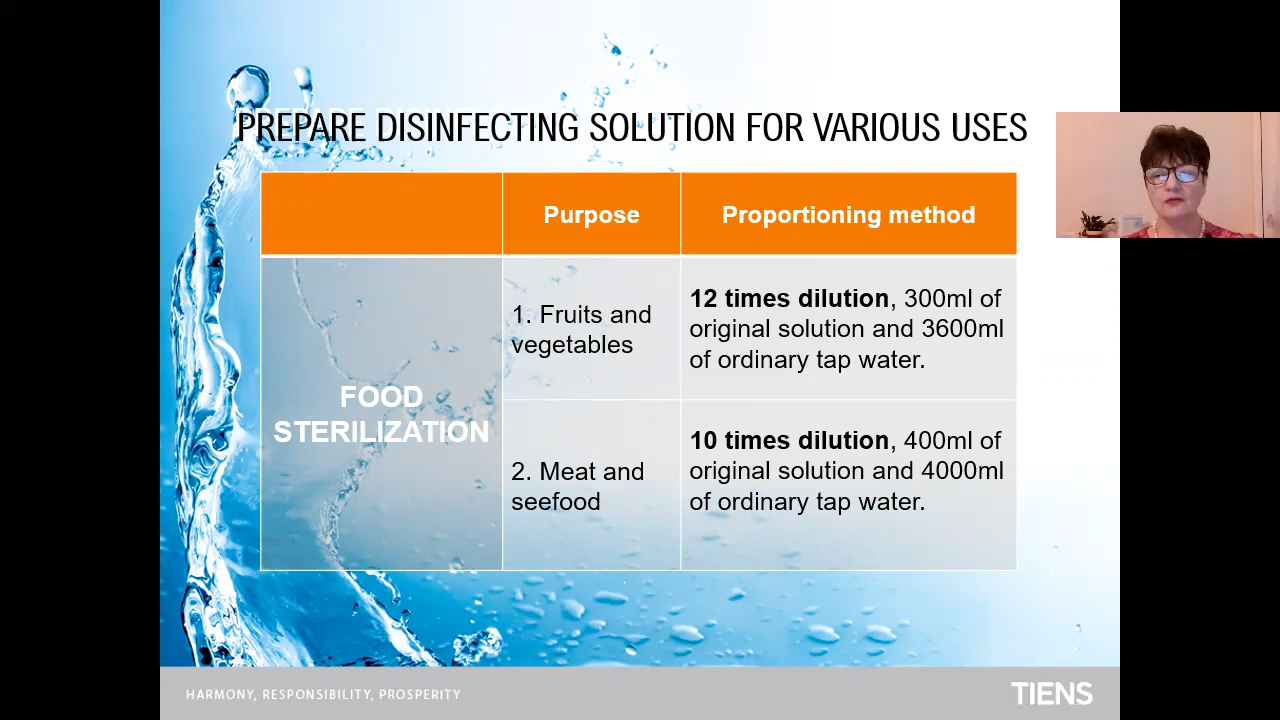 PREPARE DISINFECTING SOLUTION FOR VARIOUS USES
Purpose
Proportioning method
FOOD
STERILIZATION
1. Fruits and
vegetables
12 times dilution, 300ml of
original solution and 3600ml
of ordinary tap water.
2. Meat and
seefood
10 times dilution, 400ml of
original solution and 4000ml
of ordinary tap water.
HARMONY, RESPONSIBILITY, PROSPERITY
TIENS